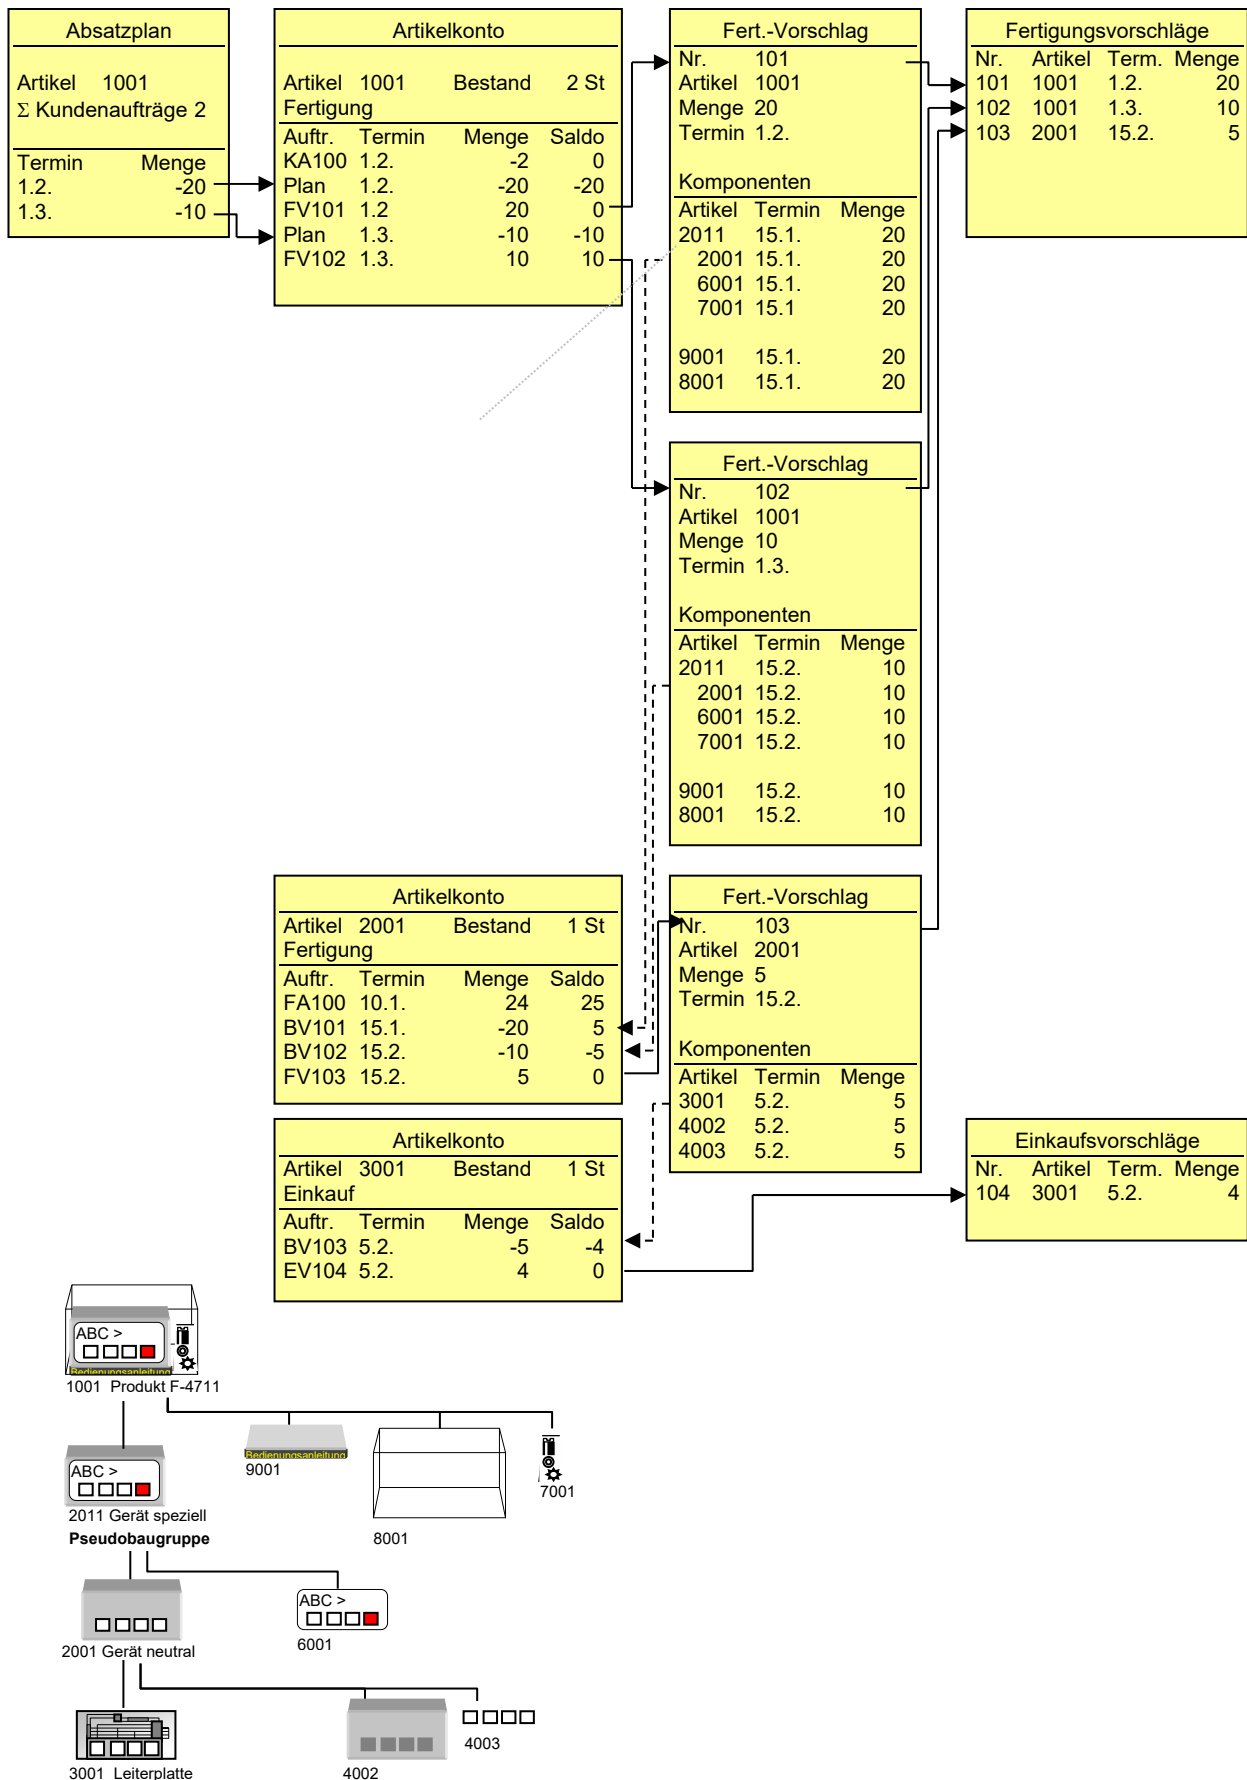 Absatzplan
Artikel 1001
Σ Kundenaufträge 2
Termin Menge
1.2. -20
1.3. -10
Artikelkonto
Artikel 1001 Bestand 2 St
Fertigung
Auftr. Termin Menge Saldo
KA100 1.2. -2 0
Plan 1.2. -20 -20
FV101 1.2 20 0
Plan 1.3. -10 -10
FV102 1.3. 10 10
Fert.-Vorschlag
Nr. 101
Artikel 1001
Menge 20
Termin 1.2.
Komponenten
Artikel Termin Menge
2011 15.1. 20
2001 15.1. 20
6001 15.1. 20
7001 15.1 20
9001 15.1. 20
8001 15.1. 20
Fertigungsvorschläge
Nr. Artikel Term. Menge
101 1001 1.2. 20
102 1001 1.3. 10
103 2001 15.2. 5
Fert.-Vorschlag
Nr. 102
Artikel 1001
Menge 10
Termin 1.3.
Komponenten
Artikel Termin Menge
2011 15.2. 10
2001 15.2. 10
6001 15.2. 10
7001 15.2. 10
9001 15.2. 10
8001 15.2. 10
Artikelkonto
Artikel 2001 Bestand 1 St
Fertigung
Auftr. Termin Menge Saldo
FA100 10.1. 24 25
BV101 15.1. -20 5
BV102 15.2. -10 -5
FV103 15.2. 5 0
Fert.-Vorschlag
Nr. 103
Artikel 2001
Menge 5
Termin 15.2.
Komponenten
Artikel Termin Menge
3001 5.2. 5
4002 5.2. 5
4003 5.2. 5
Artikelkonto
Artikel 3001 Bestand 1 St
Einkauf
Auftr. Termin Menge Saldo
BV103 5.2. -5 -4
EV104 5.2. 4 0
Einkaufsvorschläge
Nr. Artikel Term. Menge
104 3001 5.2. 4
ABC >
Bedienungsanleitung
1001 Produkt F-4711
ABC >
2011 Gerät speziell
Pseudobaugruppe
Bedienungsanleitung
9001
8001
7001
2001 Gerät neutral
ABC >
6001
3001 Leiterplatte
4002
4003